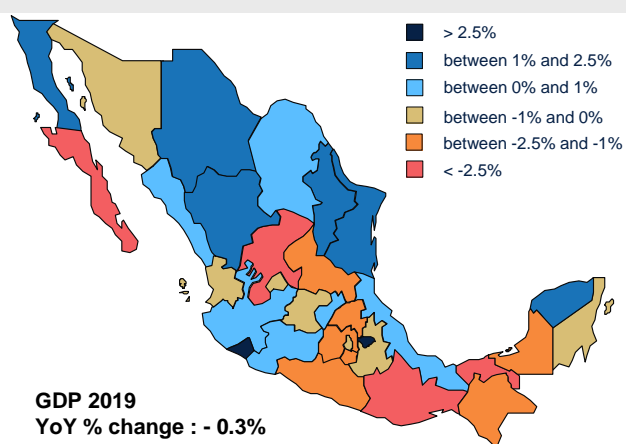 > 2.5%
between 1% and 2.5%
between 0% and 1%
between -1% and 0%
between -2.5% and -1%
< -2.5%
GDP 2019
YoY % change : - 0.3%